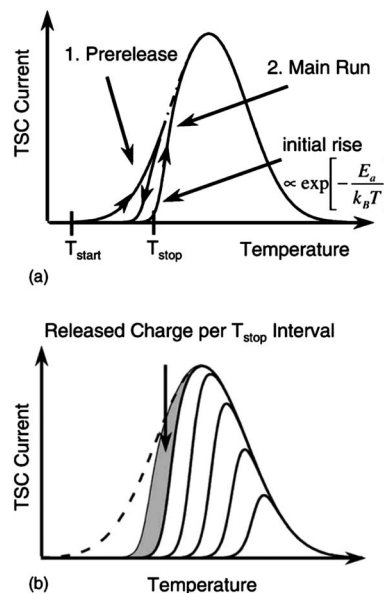 TSC Current
1. Prerelease
2. Main Run
initial rise
∝ exp[-Ea/kBT
Tstart
Tstop
Temperature
(a)
Released Charge per Tstop Interval
TSC Current
(b)
Temperature